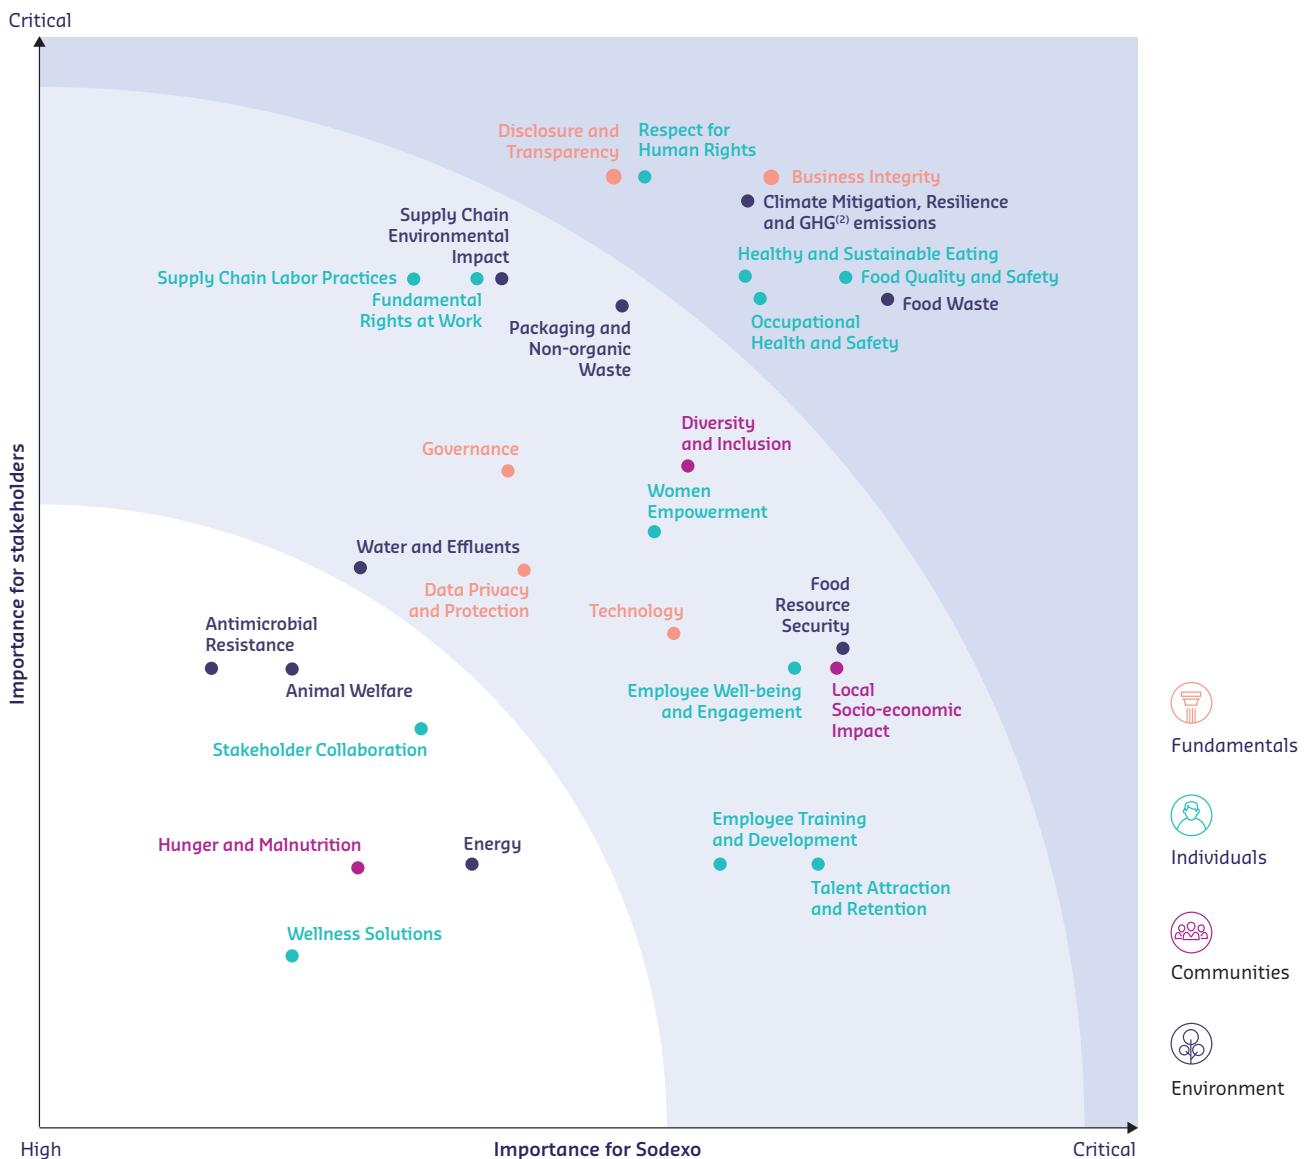 Critical
Disclosure and
Transparency
Respect for
Human Rights
Business Integrity
Climate Mitigation, Resilience
and GHG(2) emissions
Supply Chain
Environmental
Impact
Healthy and Sustainable Eating
Supply Chain Labor Practices
Food Quality and Safety
Fundamental
Rights at Work
Food Waste
Packaging and
Non-organic
Waste
Occupational
Health and Safety
Diversity
and Inclusion
Governance
Women
Empowerment
Importance for stakeholders
Water and Effluents
Data Privacy
and Protection
Technology
Food
Resource
Security
Antimicrobial
Resistance
Animal Welfare
Employee Well-being
and Engagement
Local
Socio-economic
Impact
Stakeholder Collaboration
Fundamentals
Employee Training
and Development
Hunger and Malnutrition
Energy
Individuals
Talent Attraction
and Retention
Wellness Solutions
Communities
Environment
High
Importance for Sodexo
Critical